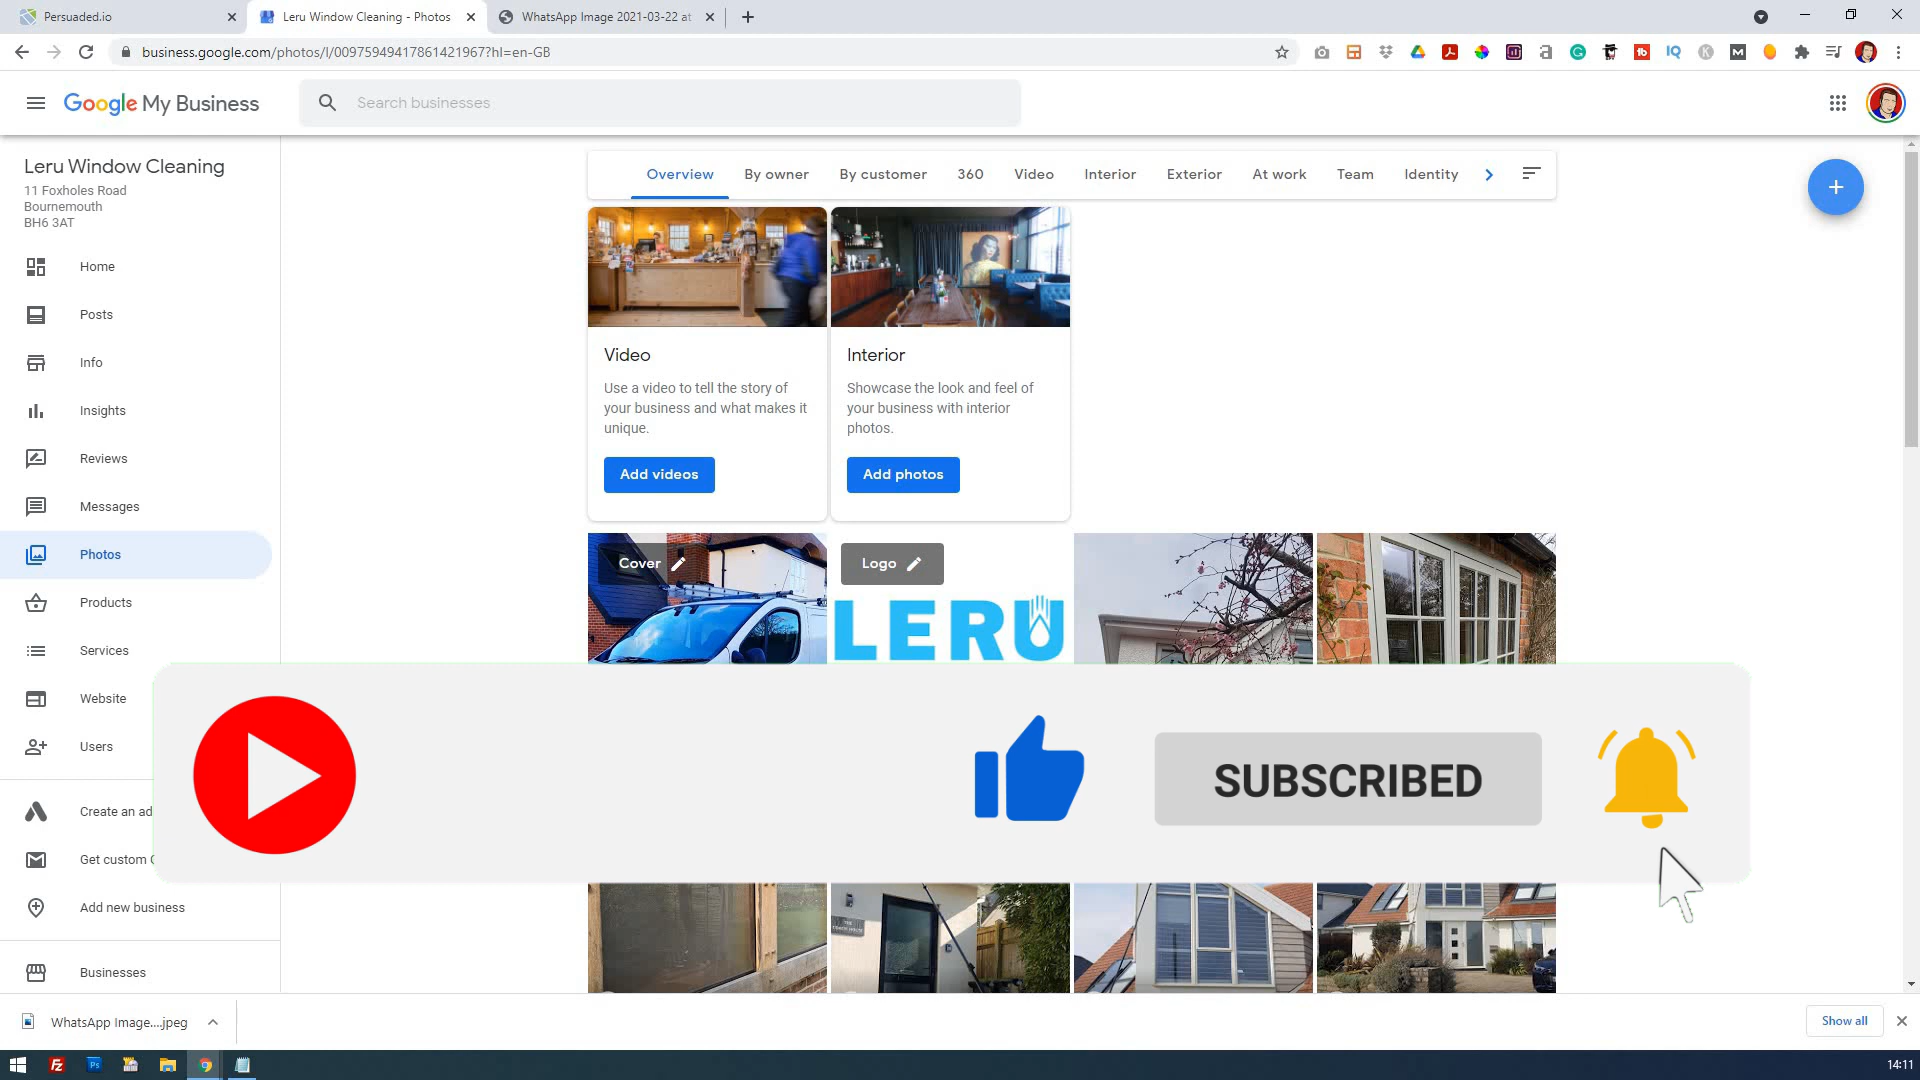 Persuaded.io
Leru Window Cleaning - Photos
WhatsApp Image 2021-03-22 at
business.google.com/photos/l/00975949417861421967?hl=en-GB
Google My Business
Search businesses
Leru Window Cleaning
11 Foxholes Road
Bournemouth
BH6 3AT
Home
Posts
Info
Insights
Reviews
Messages
Photos
Products
Services
Website
Users
Create an ad
Get custom
Add new business
Businesses
Overview
By owner
By customer
360
Video
Interior
Exterior
At work
Team
Identity
Video
Use a video to tell the story of
your business and what makes it
unique.
Add videos
Interior
Showcase the look and feel of
your business with interior
photos.
Add photos
Cover
Logo
LERU
SUBSCRIBED
WhatsApp Image....jpeg
Show all
14:11